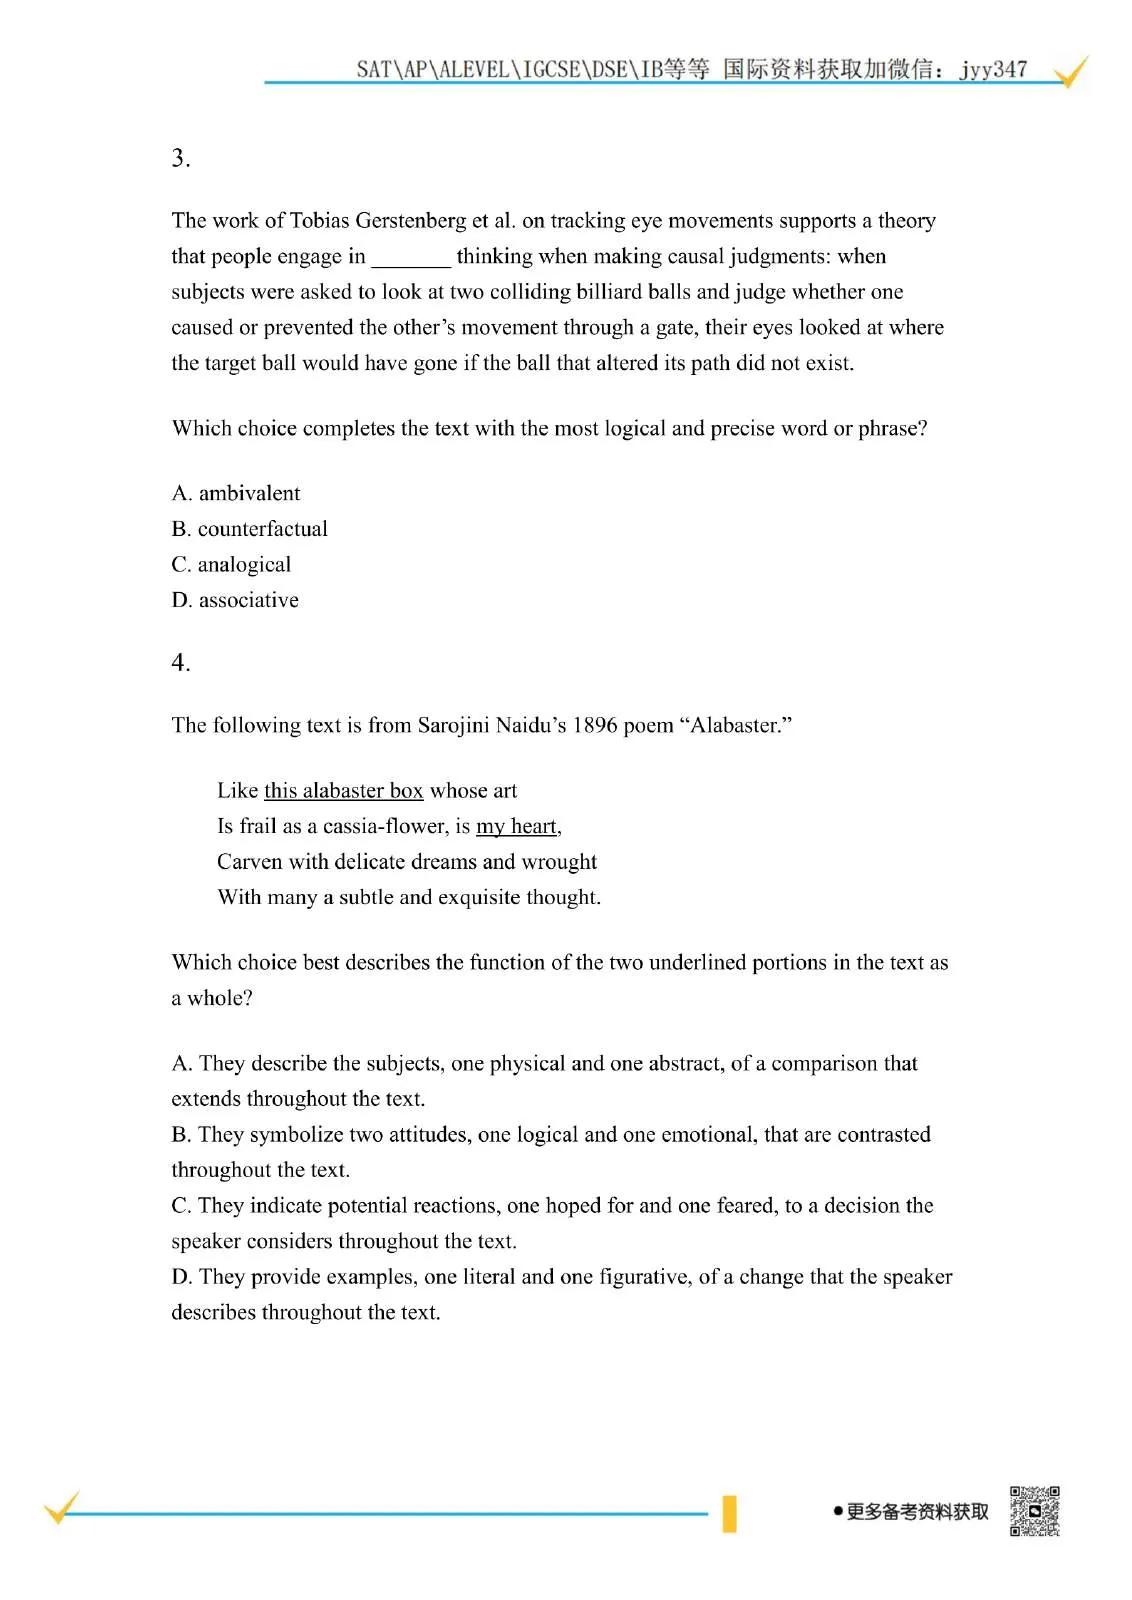 SAT\AP\ALEVEL\IGCSE\DSE\IB等等 国际资料获取加微信：jyy347
3.
The work of Tobias Gerstenberg et al. on tracking eye movements supports a theory
that people engage in _______ thinking when making causal judgments: when
subjects were asked to look at two colliding billiard balls and judge whether one
caused or prevented the other’s movement through a gate, their eyes looked at where
the target ball would have gone if the ball that altered its path did not exist.
Which choice completes the text with the most logical and precise word or phrase?
A. ambivalent
B. counterfactual
C. analogical
D. associative
4.
The following text is from Sarojini Naidu’s 1896 poem “Alabaster.”
Like this alabaster box whose art
Is frail as a cassia-flower, is my heart,
Carven with delicate dreams and wrought
With many a subtle and exquisite thought.
Which choice best describes the function of the two underlined portions in the text as
a whole?
A. They describe the subjects, one physical and one abstract, of a comparison that
extends throughout the text.
B. They symbolize two attitudes, one logical and one emotional, that are contrasted
throughout the text.
C. They indicate potential reactions, one hoped for and one feared, to a decision the
speaker considers throughout the text.
D. They provide examples, one literal and one figurative, of a change that the speaker
describes throughout the text.
●更多备考资料获取